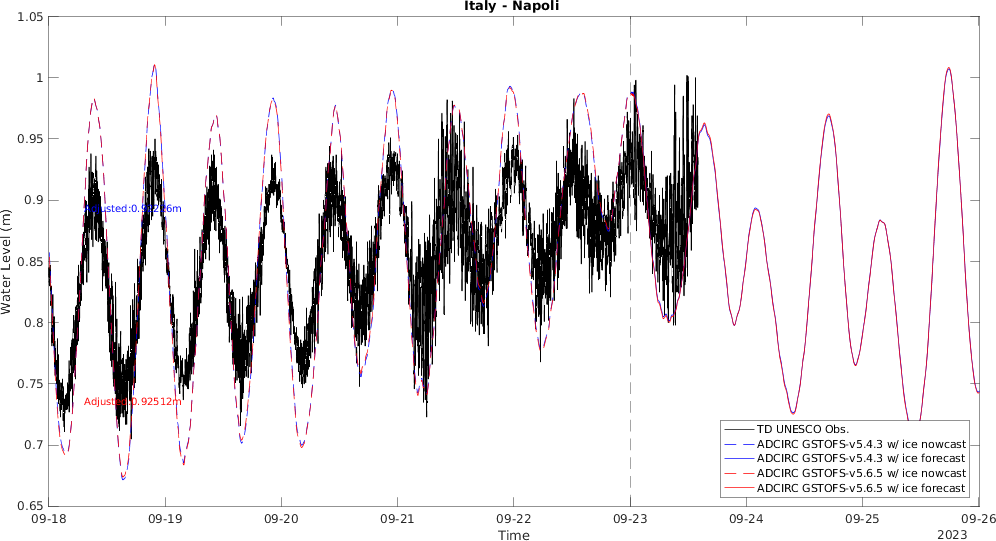 Italy - Napoli
1.05
1
0.95
0.9
0.85
0.8
0.75
0.7
0.65
Water Level (m)
Adjusted:0.92512m
TD UNESCO Obs.
ADCIRC GSTOFS-v5.4.3 w/ ice nowcast
ADCIRC GSTOFS-v5.4.3 w/ ice forecast
ADCIRC GSTOFS-v5.6.5 w/ ice nowcast
ADCIRC GSTOFS-v5.6.5 w/ ice forecast
09-18 09-19 09-20 09-21 09-22 09-23 09-24 09-25 09-26
Time
2023